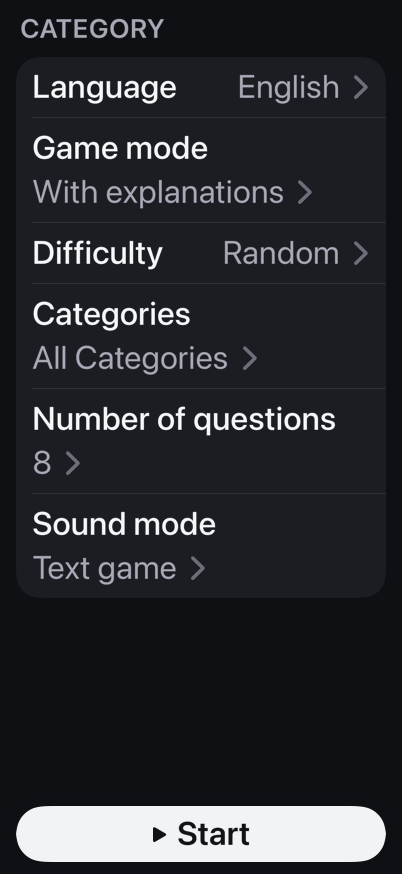 CATEGORY
Language English
Game mode
With explanations
Difficulty Random
Categories
All Categories
Number of questions
8
Sound mode
Text game
Start